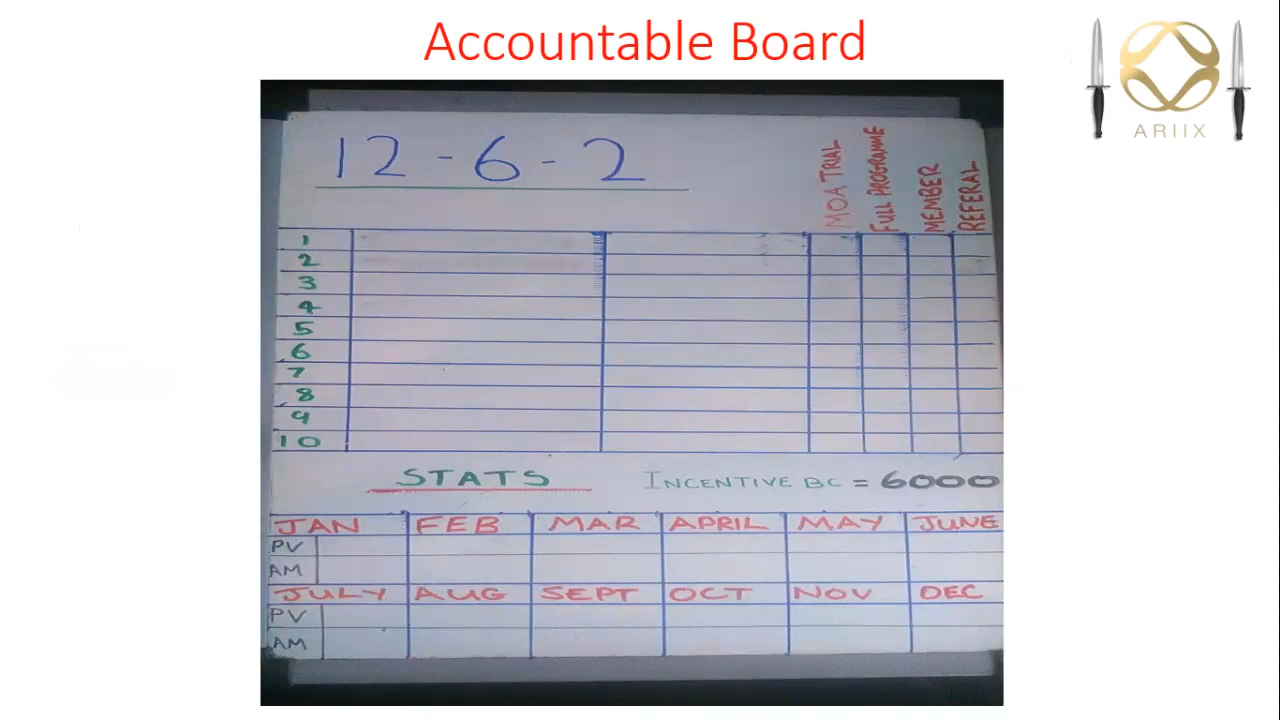 Accountable Board
ARIIX
12-6-2
MOA TRIAL
FULL PROGRAMME
MEMBER
REFERAL
1
2
3
4
5
6
7
8
9
10
STATS
INCENTIVE BC = 6000
JAN FEB MAR APRIL MAY JUNE
PV
AM
JULY AUG SEPT OCT NOV DEC
PV
AM